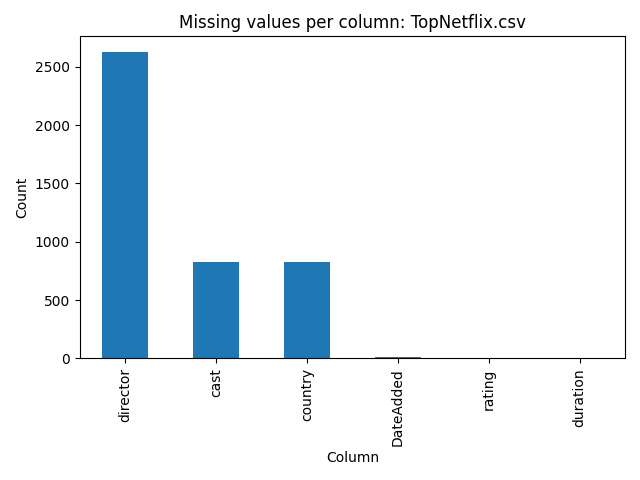 Missing values per column: TopNetflix.csv
2500
2000
1500
1000
500
0
Count
director
cast
country
DateAdded
rating
duration
Column